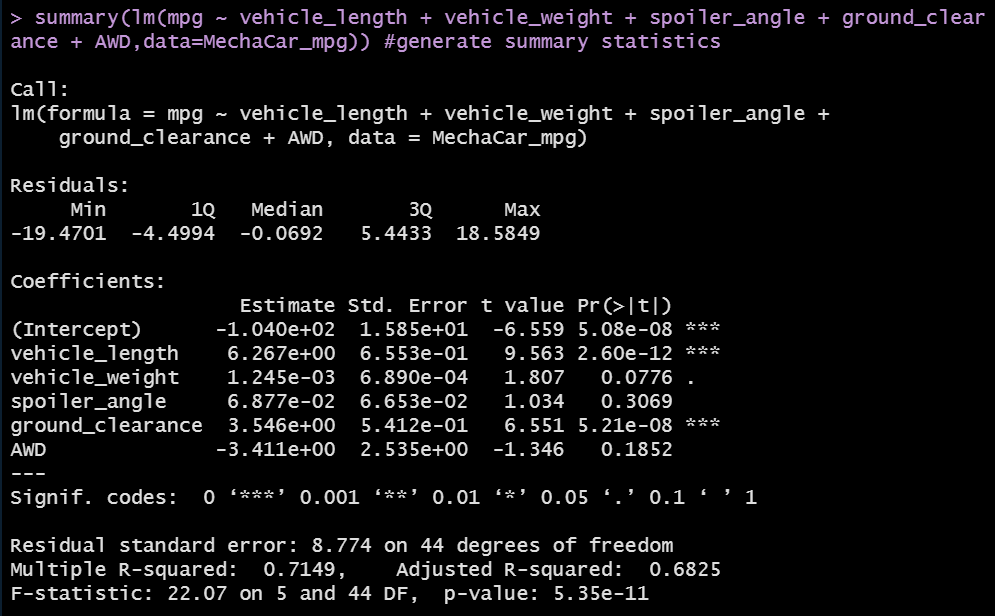 > summary(lm(mpg ~ vehicle_length + vehicle_weight + spoiler_angle + ground_clear
ance + AWD,data=MechaCar_mpg)) #generate summary statistics
Call:
lm(formula = mpg ~ vehicle_length + vehicle_weight + spoiler_angle +
    ground_clearance + AWD, data = MechaCar_mpg)
Residuals:
     Min       1Q   Median       3Q      Max
-19.4701  -4.4994  -0.0692   5.4433  18.5849
Coefficients:
                   Estimate Std. Error t value Pr(>|t|)
(Intercept)      -1.040e+02  1.585e+01  -6.559 5.08e-08 ***
vehicle_length    6.267e+00  6.553e-01   9.563 2.60e-12 ***
vehicle_weight    1.245e-03  6.890e-04   1.807   0.0776 .
spoiler_angle     6.877e-02  6.653e-02   1.034   0.3069
ground_clearance  3.546e+00  5.412e-01   6.551 5.21e-08 ***
AWD              -3.411e+00  2.535e+00  -1.346   0.1852
---
Signif. codes:  0 ‘***’ 0.001 ‘**’ 0.01 ‘*’ 0.05 ‘.’ 0.1 ‘ ’ 1
Residual standard error: 8.774 on 44 degrees of freedom
Multiple R-squared:  0.7149,    Adjusted R-squared:  0.6825
F-statistic: 22.07 on 5 and 44 DF,  p-value: 5.35e-11